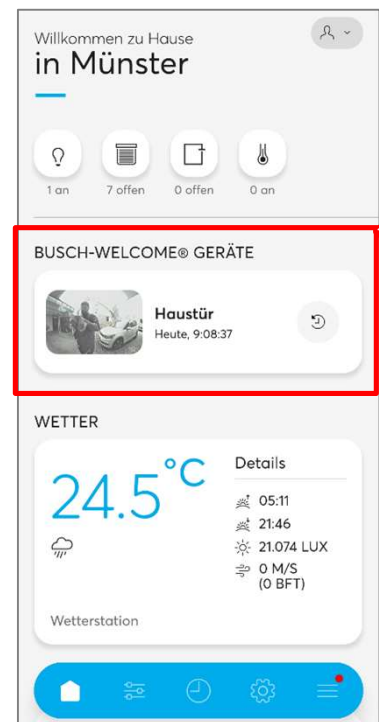 Willkommen zu Hause
in Münster
1 an
7 offen
0 offen
0 an
BUSCH-WELCOME® GERÄTE
Haustür
Heute, 9:08:37
WETTER
24.5°C
Details
05:11
21:46
21.074 LUX
0 M/S
(0 BFT)
Wetterstation